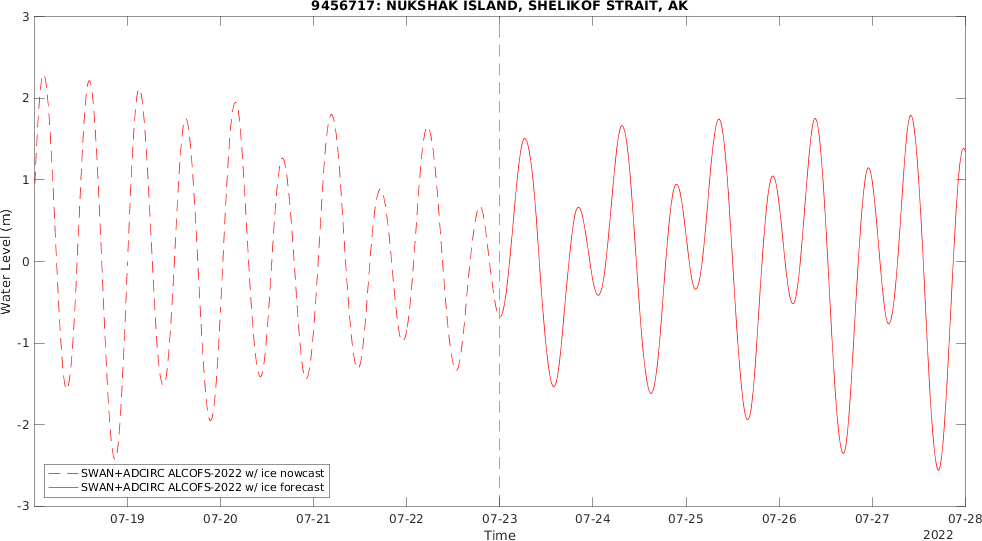 9456717: NUKSHAK ISLAND, SHELIKOF STRAIT, AK
3
2
1
0
-1
-2
-3
Water Level (m)
SWAN+ADCIRC ALCOFS-2022 w/ ice nowcast
SWAN+ADCIRC ALCOFS-2022 w/ ice forecast
07-19 07-20 07-21 07-22 07-23 07-24 07-25 07-26 07-27 07-28
Time
2022